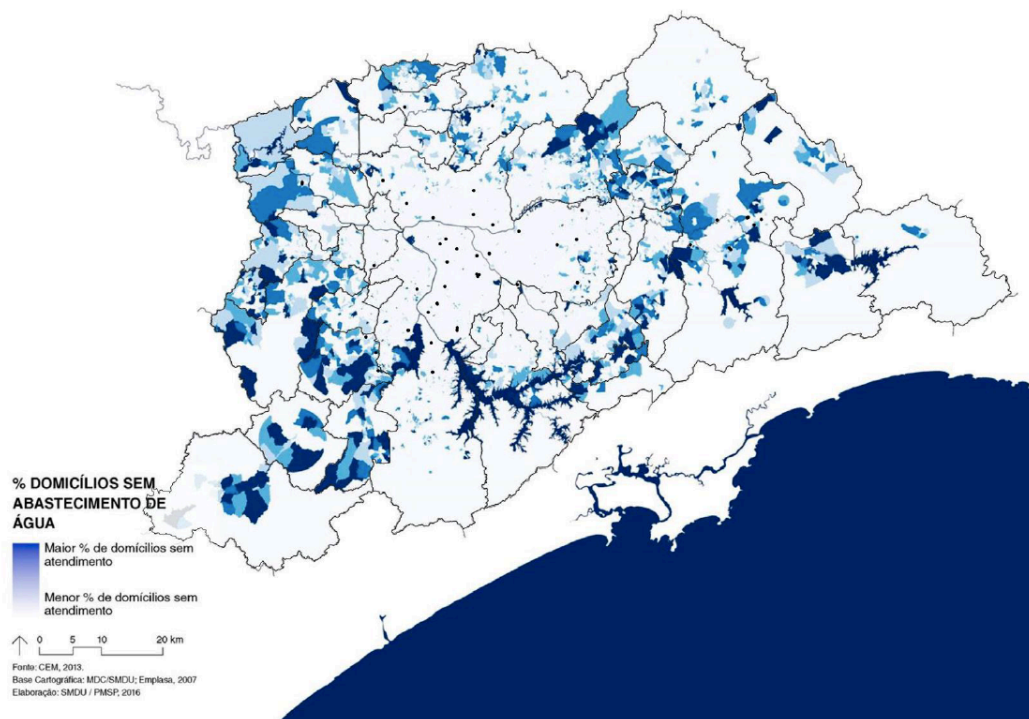 % DOMICÍLIOS SEM
ABASTECIMENTO DE
ÁGUA
Maior % de domicílios sem
atendimento
Menor % de domicílios sem
atendimento
0 5 10 20 km
Fonte: CEM, 2013.
Base Cartográfica: MDC/SMDU; Emplasa, 2007
Elaboração: SMDU / PMSP, 2016